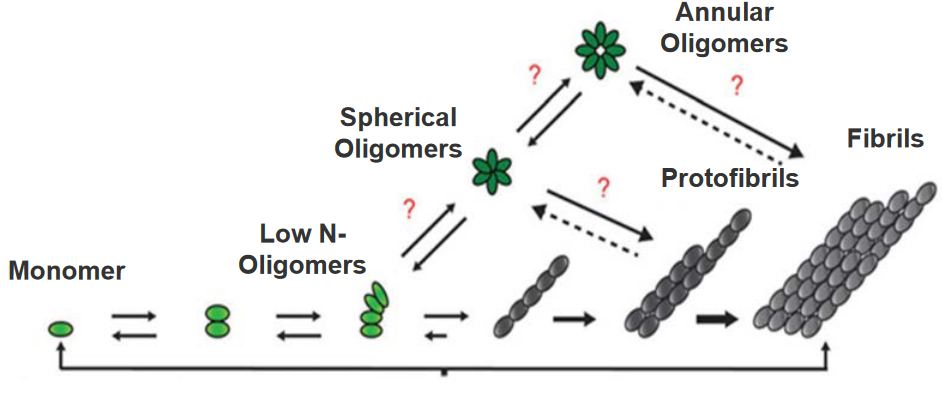 Annular
Oligomers
?
?
Spherical
Oligomers
Fibrils
Protofibrils
?
?
Low N-
Oligomers
Monomer